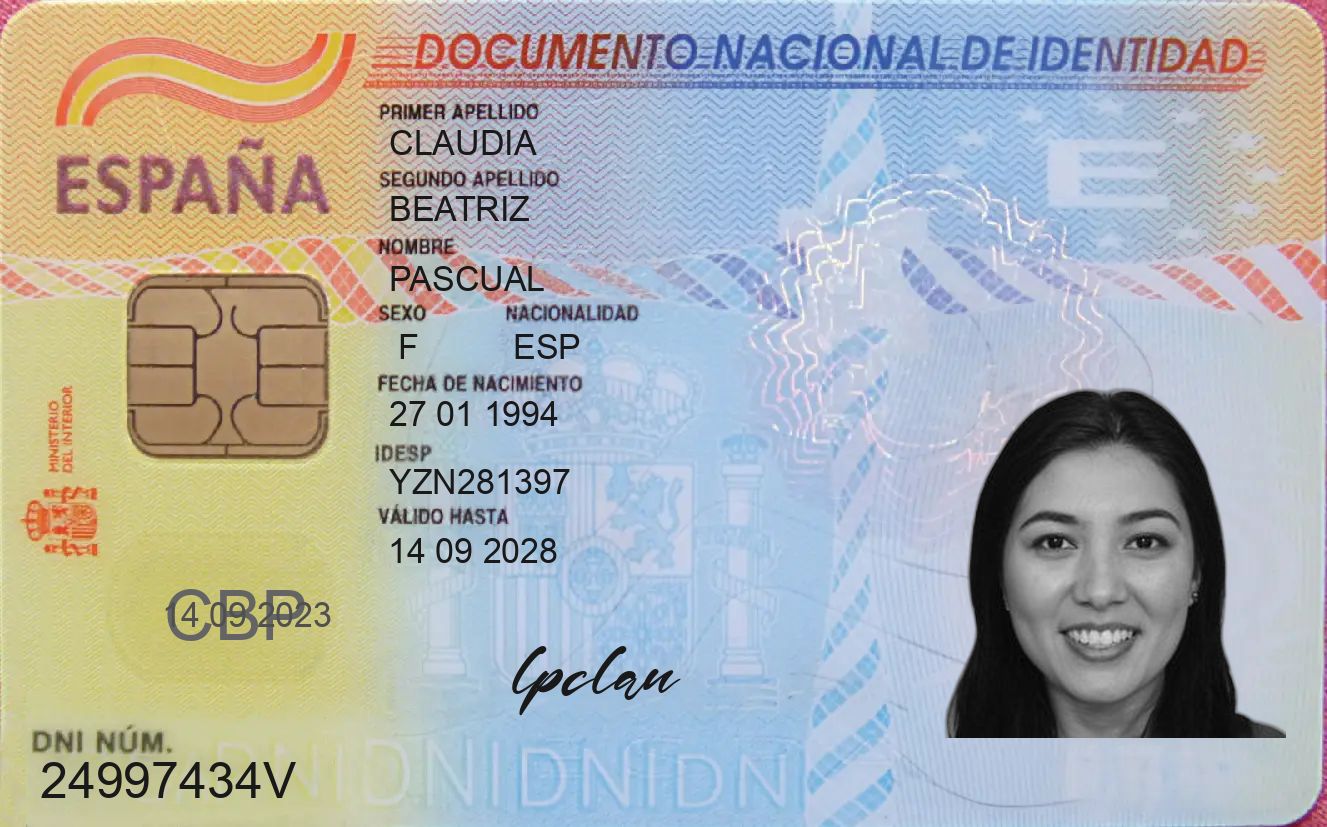 DOCUMENTO NACIONAL DE IDENTIDAD
ESPAÑA
PRIMER APELLIDO
CLAUDIA
SEGUNDO APELLIDO
BEATRIZ
NOMBRE
PASCUAL
SEXO NACIONALIDAD
F ESP
FECHA DE NACIMIENTO
27 01 1994
IDESP
YZN281397
VÁLIDO HASTA
14 09 2028
MINISTERIO
DEL INTERIOR
E
CBP
14 09 2023
lpclau
DNI NÚM.
24997434V
DNIDNIDNIDNI